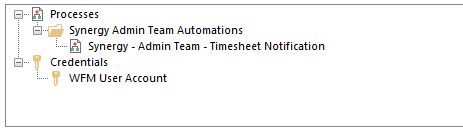 Processes
Synergy Admin Team Automations
Synergy - Admin Team - Timesheet Notification
Credentials
WFM User Account